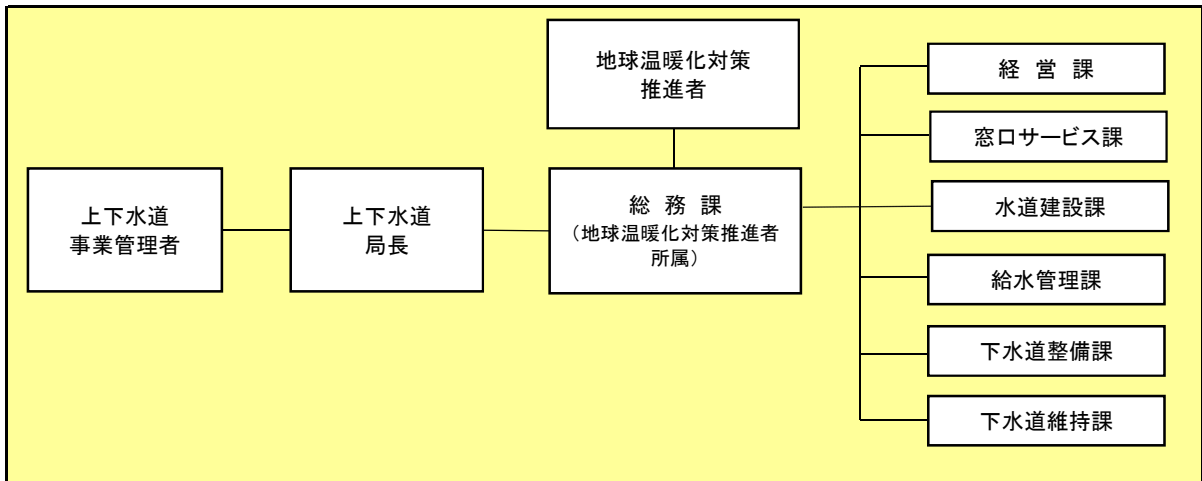 地球温暖化対策
推進者
上下水道
事業管理者
上下水道
局長
総 務 課
（地球温暖化対策推進者
所属）
経 営 課
窓口サービス課
水道建設課
給水管理課
下水道整備課
下水道維持課